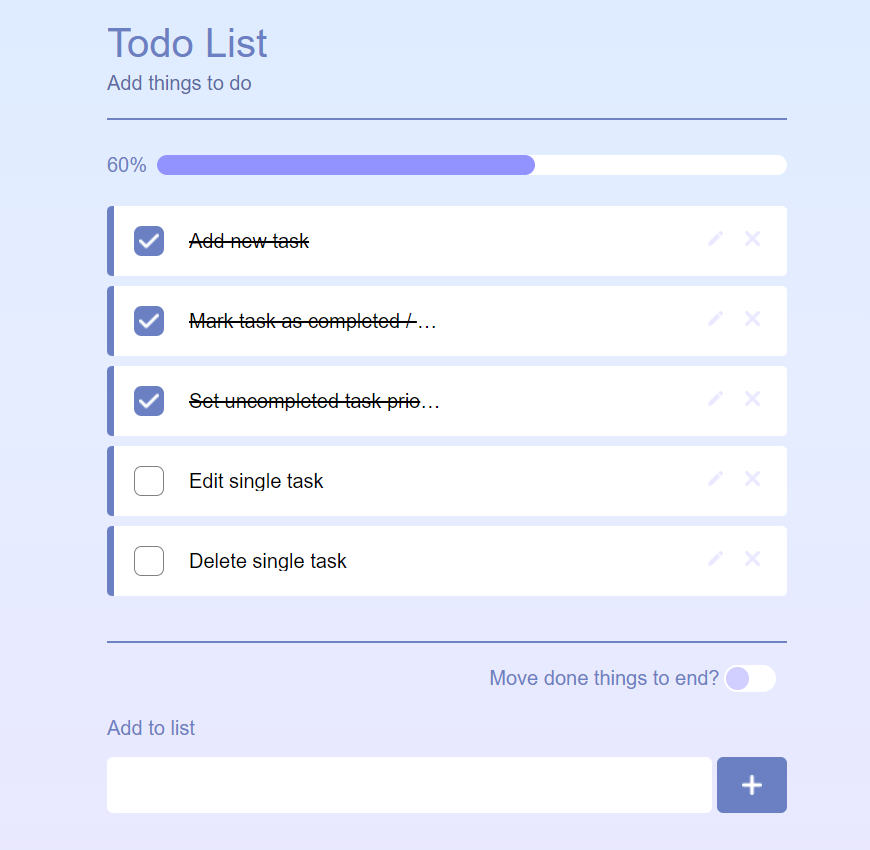 Todo List
Add things to do
60%
Add new task
Mark task as completed / ...
Set uncompleted task prio...
Edit single task
Delete single task
Move done things to end?
Add to list